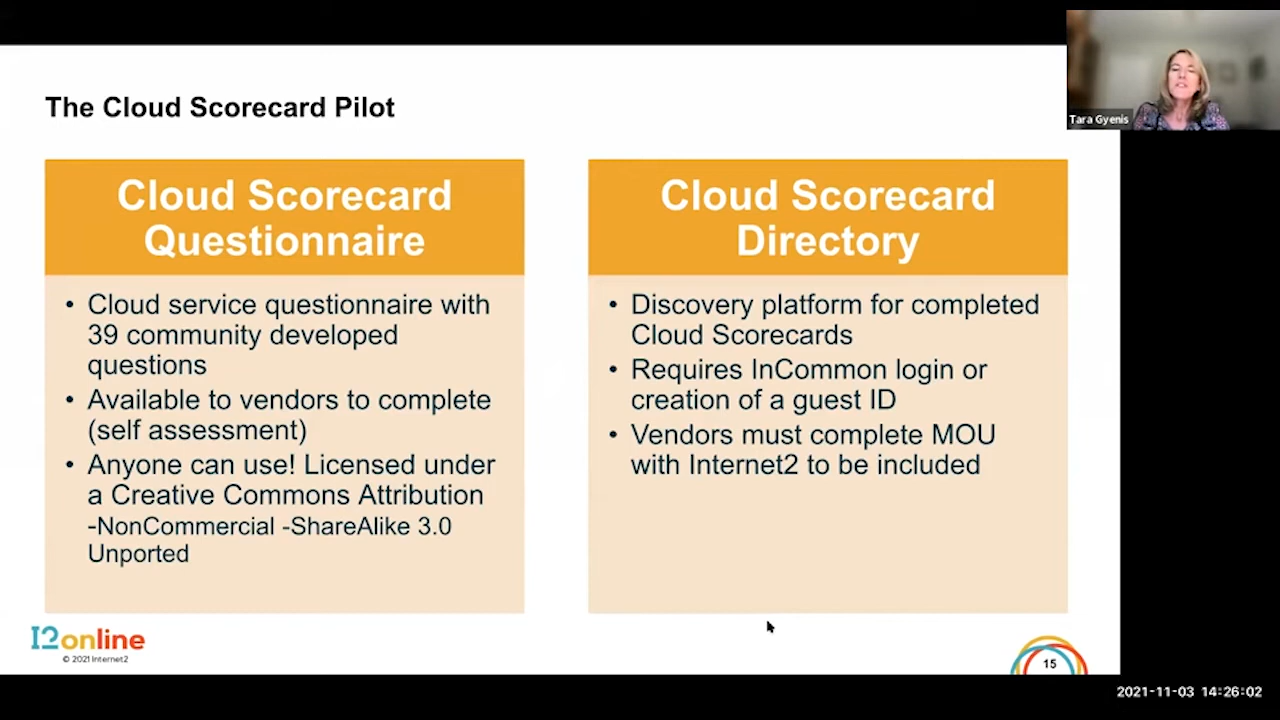 The Cloud Scorecard Pilot
Cloud Scorecard
Questionnaire
• Cloud service questionnaire with
39 community developed
questions
• Available to vendors to complete
(self assessment)
• Anyone can use! Licensed under
a Creative Commons Attribution
-NonCommercial -ShareAlike 3.0
Unported
Cloud Scorecard
Directory
• Discovery platform for completed
Cloud Scorecards
• Requires InCommon login or
creation of a guest ID
• Vendors must complete MOU
with Internet2 to be included
Tara Gyenis
I2online
© 2021 Internet2
15
2021-11-03 14:26:02